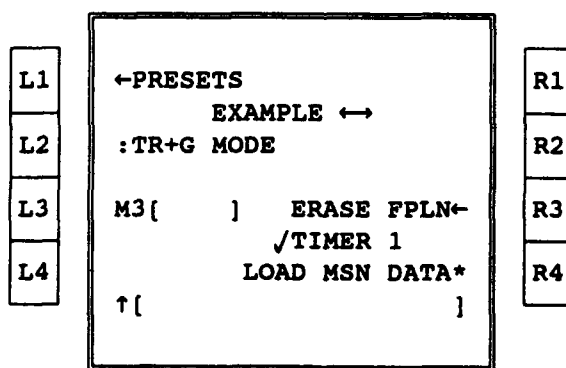 L1 ←PRESETS R1
EXAMPLE ↔
L2 :TR+G MODE R2
L3 M3[ ] ERASE FPLN← R3
√TIMER 1
L4 LOAD MSN DATA* R4
↑[ ]